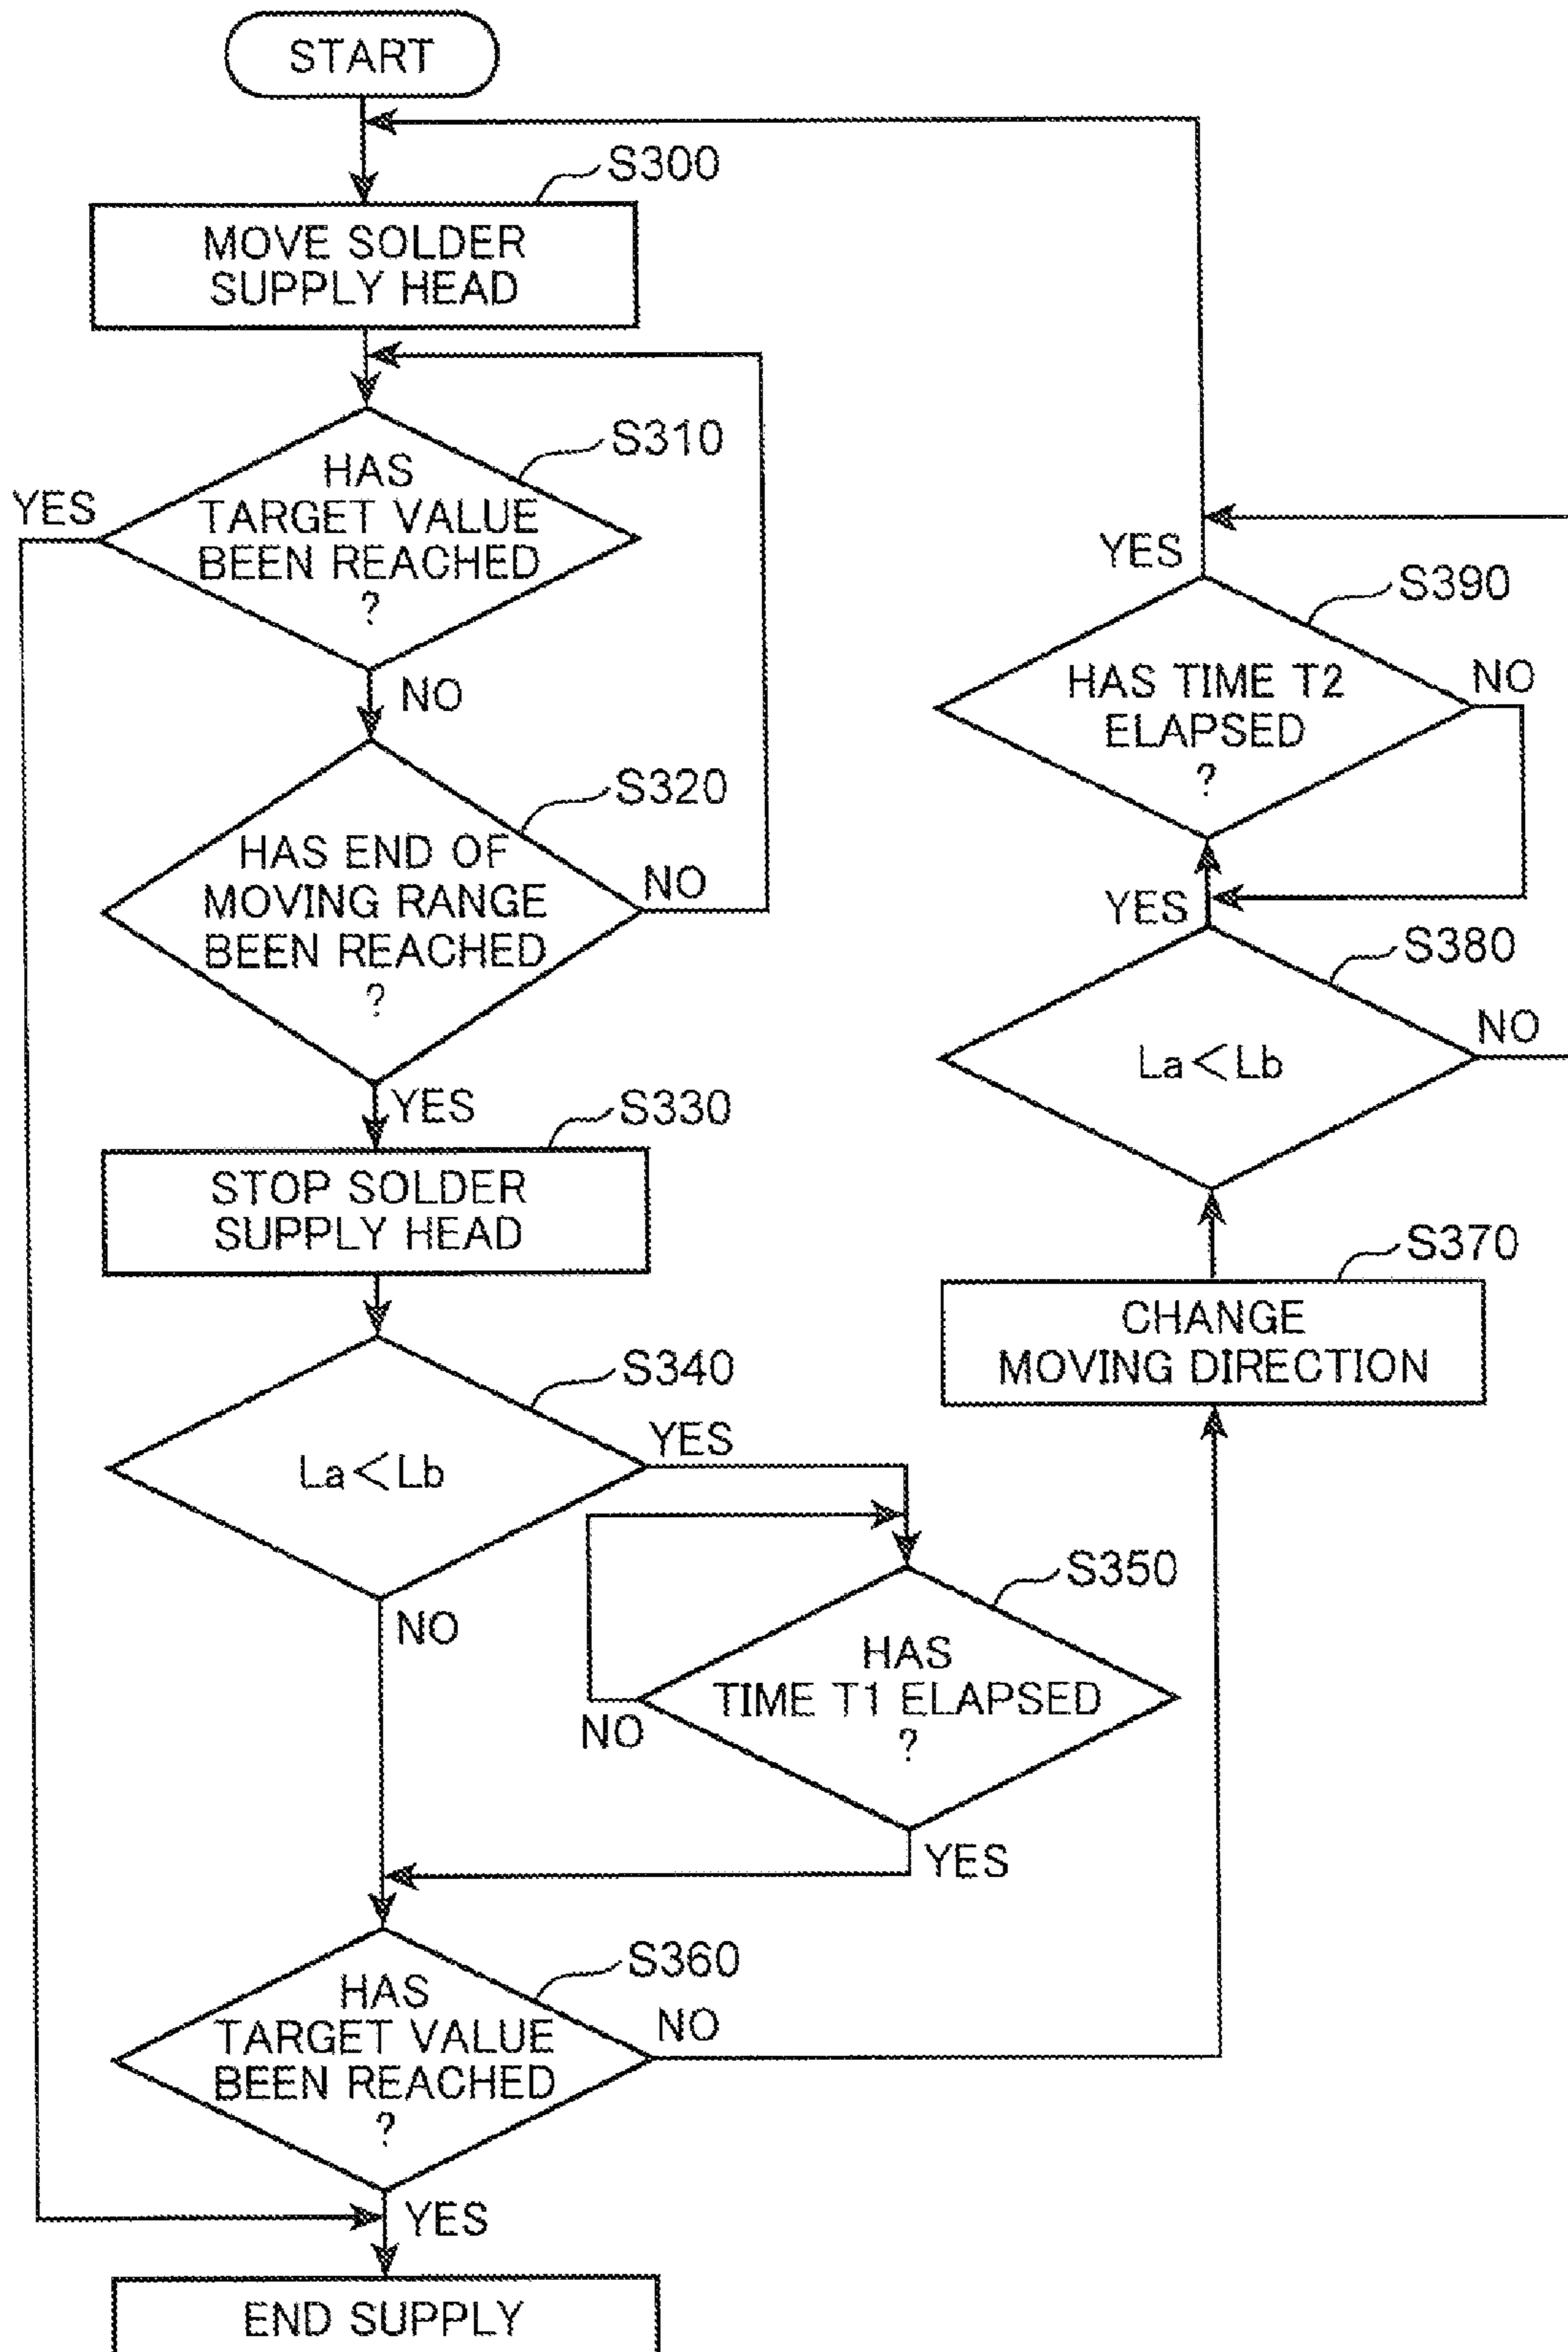 START
S300
MOVE SOLDER
SUPPLY HEAD
S310
HAS
TARGET VALUE
BEEN REACHED
?
YES
NO
S320
HAS END OF
MOVING RANGE
BEEN REACHED
?
NO
YES
S330
STOP SOLDER
SUPPLY HEAD
S340
La<Lb
YES
NO
S350
HAS
TIME T1 ELAPSED
?
NO
YES
S360
HAS
TARGET VALUE
BEEN REACHED
?
NO
YES
END SUPPLY
S370
CHANGE
MOVING DIRECTION
S380
La<Lb
NO
YES
S390
HAS TIME T2
ELAPSED
?
NO
YES